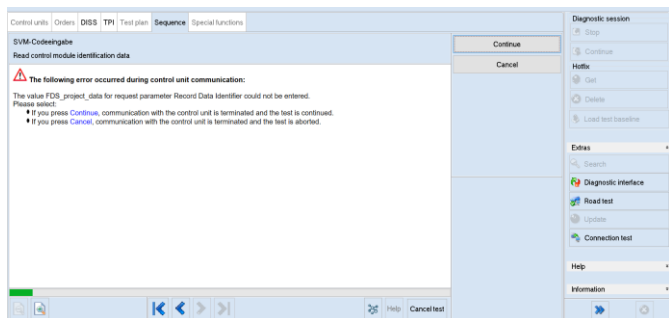 Control units Orders DISS TPI Test plan Sequence Special functions
SVM-Codeeingabe
Read control module identification data
The following error occurred during control unit communication:
The value FDS_project_data for request parameter Record Data Identifier could not be entered.
Please select:
If you press Continue, communication with the control unit is terminated and the test is continued.
If you press Cancel, communication with the control unit is terminated and the test is aborted.
Continue
Cancel
Help
Cancel test
Diagnostic session
Stop
Continue
Hotfix
Get
Delete
Load test baseline
Extras
Search
Diagnostic interface
Road test
Update
Connection test
Help
Information